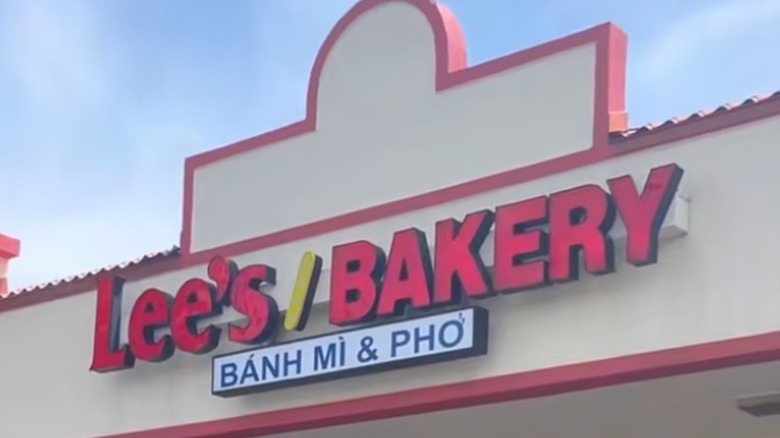 Lee's / BAKERY
BÁNH MÌ & PHỞ